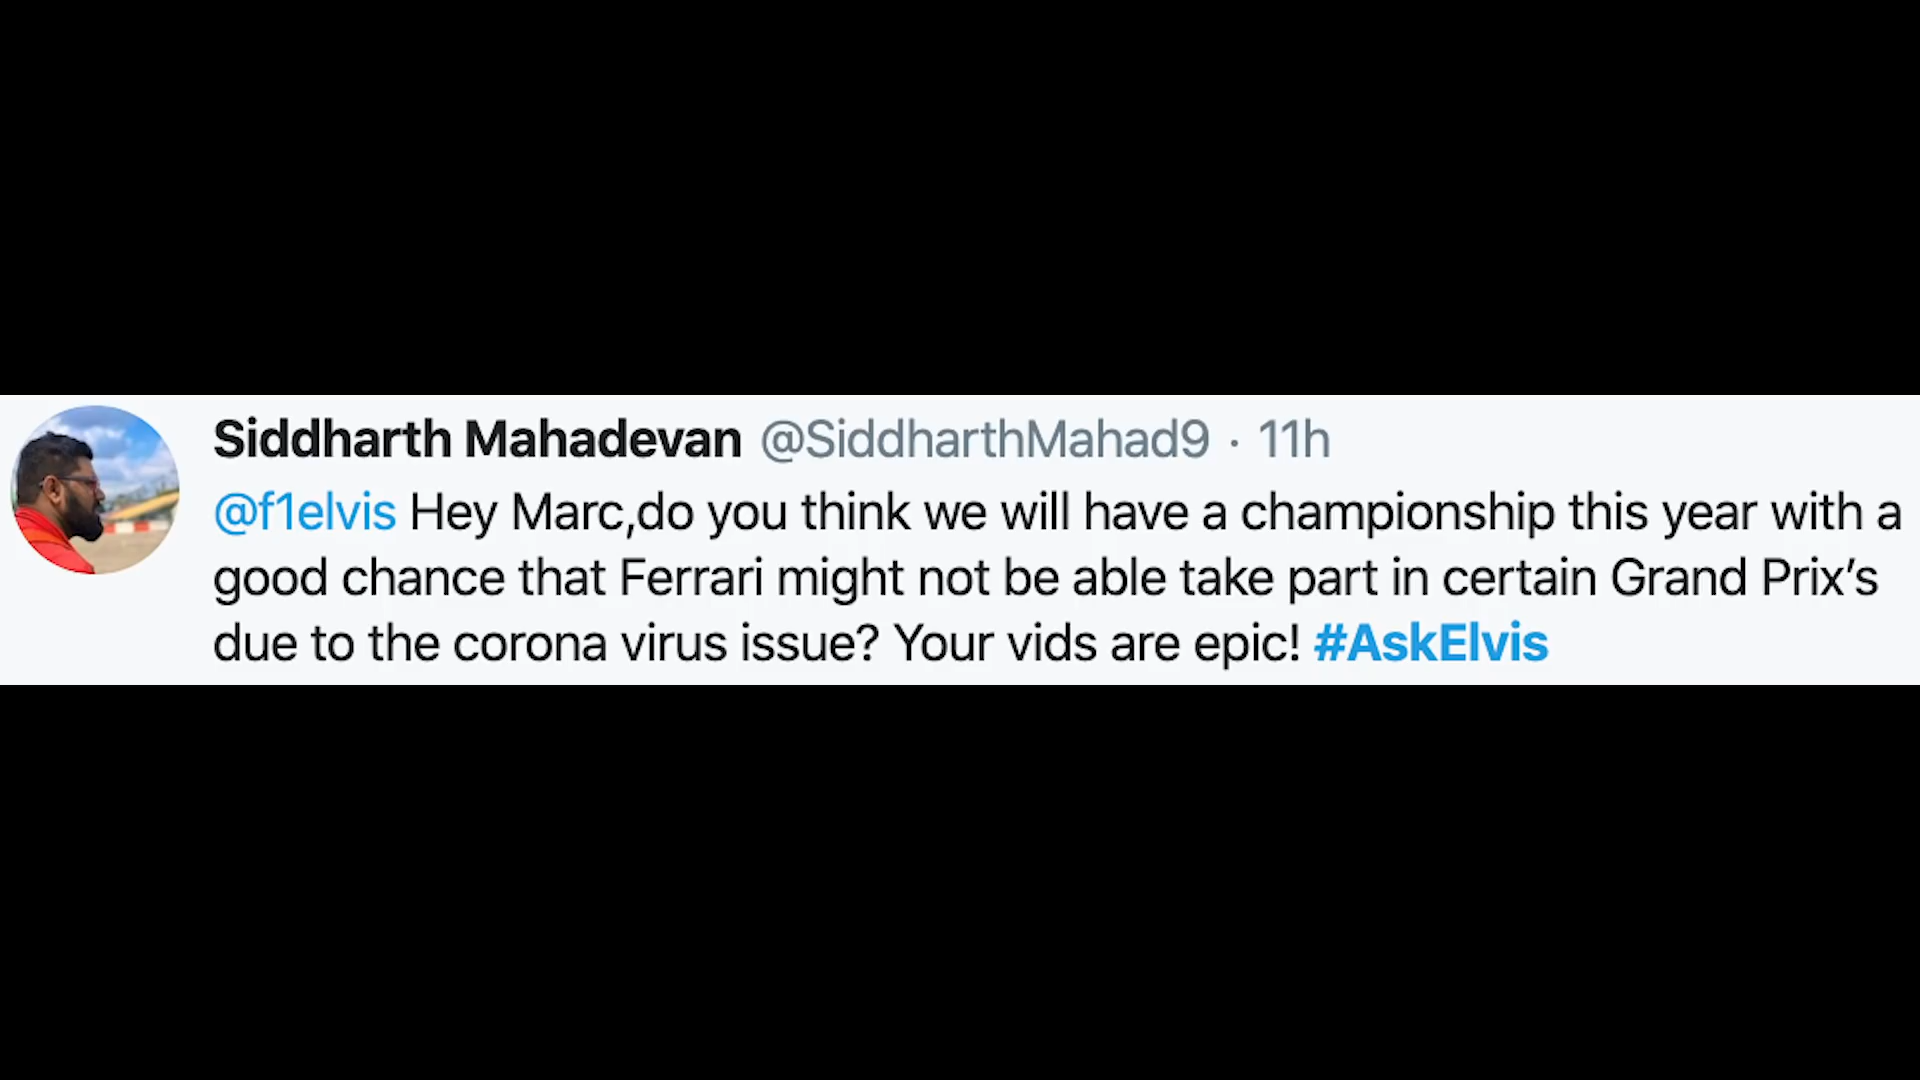 Siddharth Mahadevan @SiddharthMahad9 · 11h
@f1elvis Hey Marc,do you think we will have a championship this year with a
good chance that Ferrari might not be able take part in certain Grand Prix’s
due to the corona virus issue? Your vids are epic! #AskElvis